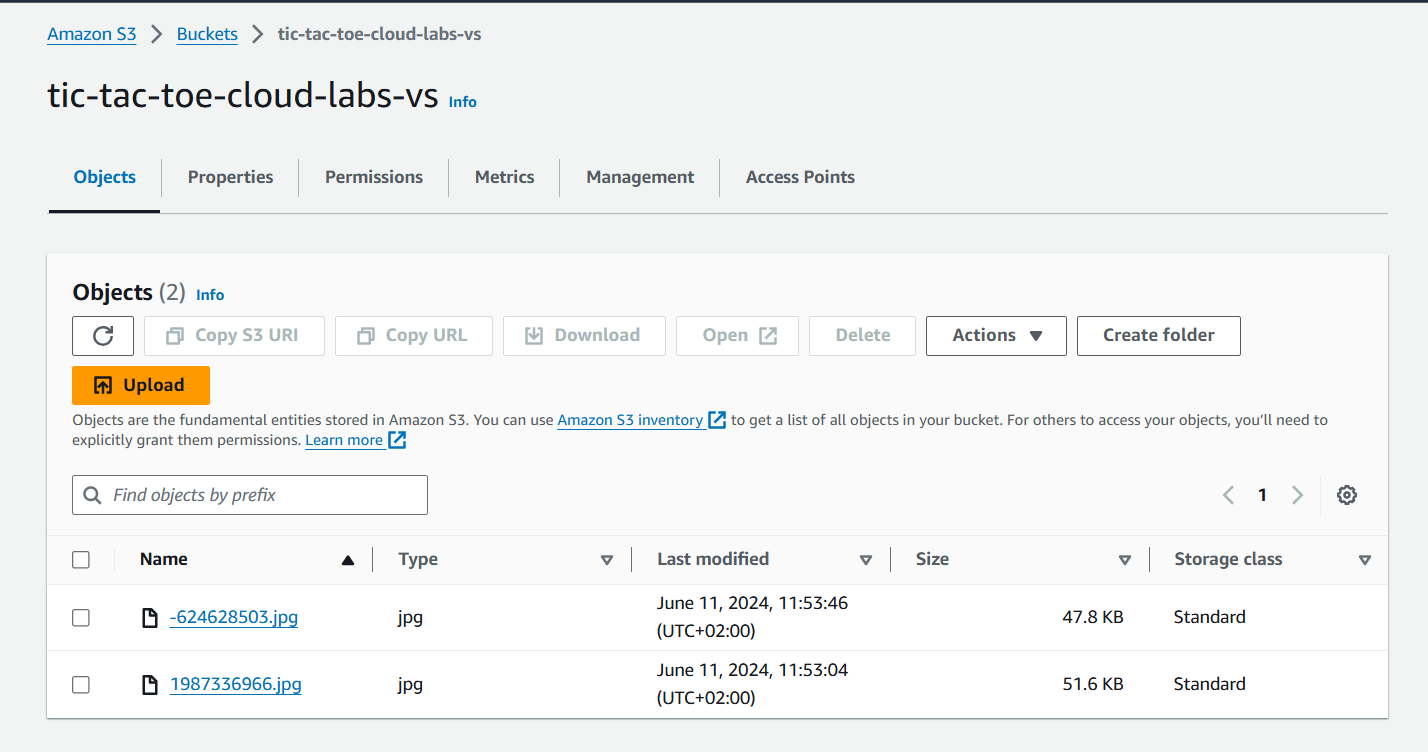 Amazon S3 Buckets tic-tac-toe-cloud-labs-vs
tic-tac-toe-cloud-labs-vs Info
Objects Properties Permissions Metrics Management Access Points
Objects (2) Info
Copy S3 URI Copy URL Download Open Delete Actions Create folder
Upload
Objects are the fundamental entities stored in Amazon S3. You can use Amazon S3 inventory to get a list of all objects in your bucket. For others to access your objects, you’ll need to
explicitly grant them permissions. Learn more
Find objects by prefix 1
Name Type Last modified Size Storage class
-624628503.jpg jpg June 11, 2024, 11:53:46 (UTC+02:00) 47.8 KB Standard
1987336966.jpg jpg June 11, 2024, 11:53:04 (UTC+02:00) 51.6 KB Standard